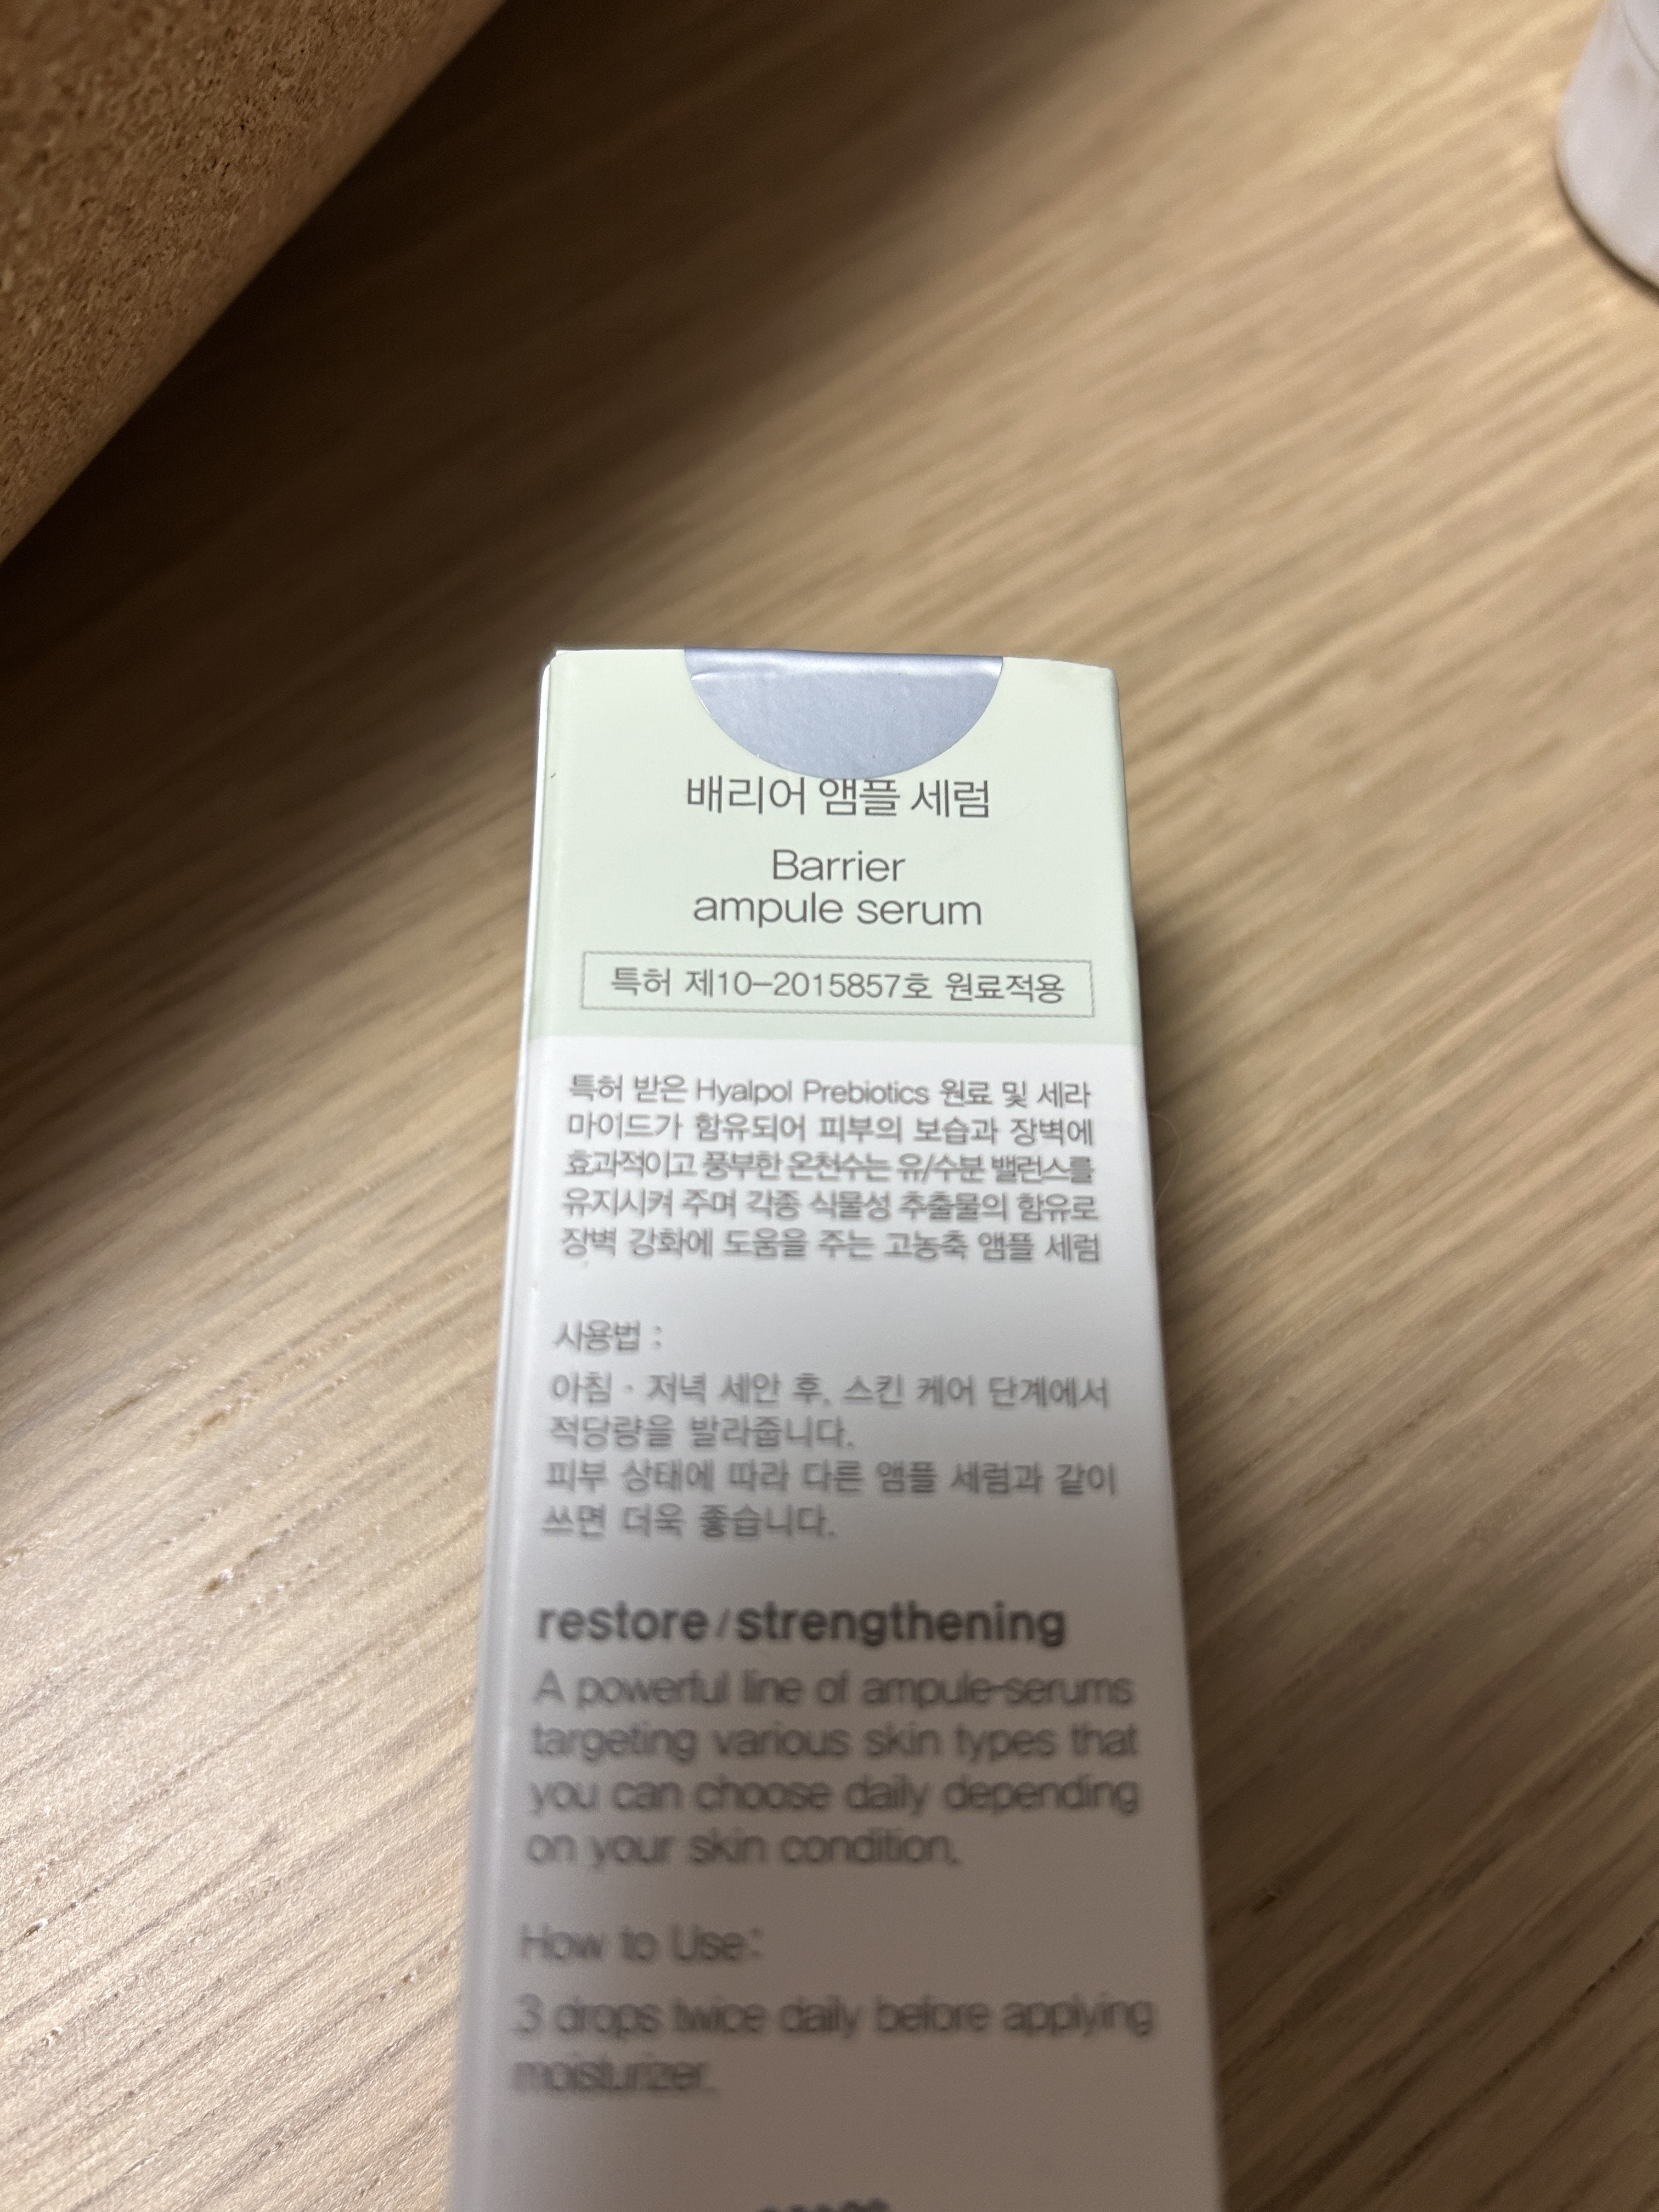 배리어 앰플 세럼
Barrier
ampule serum
특허 제10-2015857호 원료적용
특허 받은 Hyalpol Prebiotics 원료 및 세라
마이드가 함유되어 피부의 보습과 장벽에
효과적이고 풍부한 온천수는 유/수분 밸런스를
유지시켜 주며 각종 식물성 추출물의 함유로
장벽 강화에 도움을 주는 고농축 앰플 세럼
사용법 :
아침 · 저녁 세안 후, 스킨 케어 단계에서
적당량을 발라줍니다.
피부 상태에 따라 다른 앰플 세럼과 같이
쓰면 더욱 좋습니다.
restore / strengthening
A powerful line of ampule-serums
targeting various skin types that
you can choose daily depending
on your skin condition.
How to Use:
3 drops twice daily before applying
moisturizer.